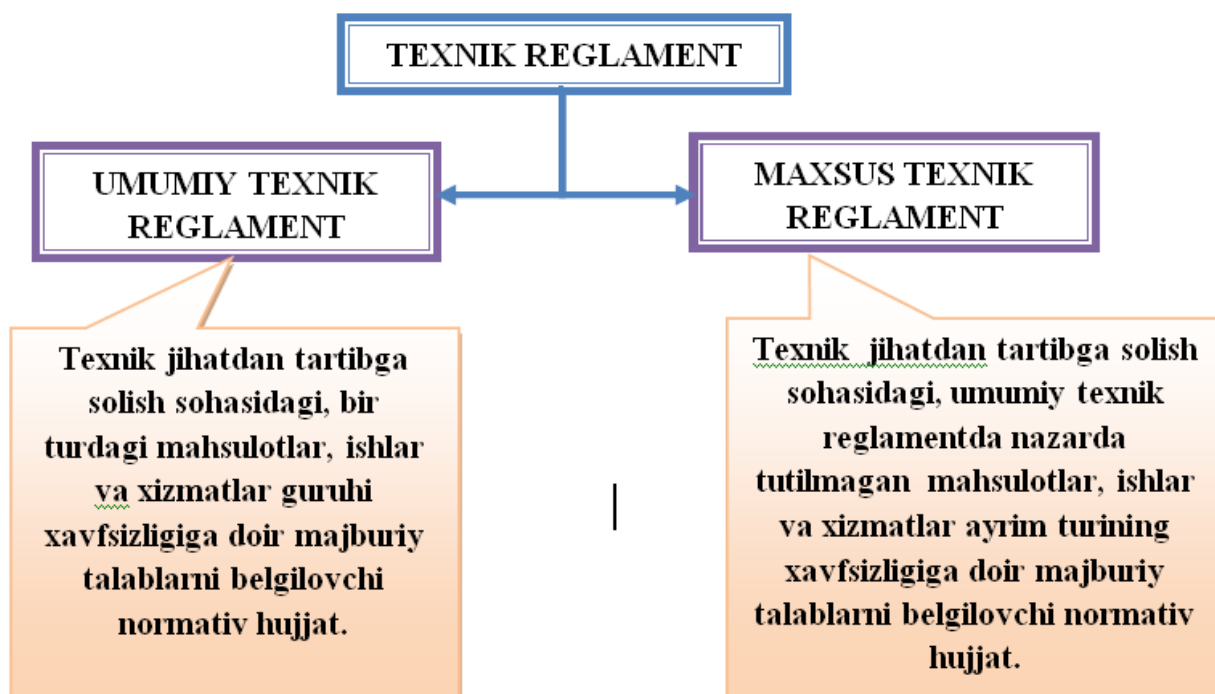 TEXNIK REGLAMENT
UMUMIY TEXNIK
REGLAMENT
MAXSUS TEXNIK
REGLAMENT
Texnik jihatdan tartibga
solish sohasidagi, bir
turdagi mahsulotlar, ishlar
va xizmatlar guruhi
xavfsizligiga doir majburiy
talablarni belgilovchi
normativ hujjat.
Texnik jihatdan tartibga solish
sohasidagi, umumiy texnik
reglamentda nazarda
tutilmagan mahsulotlar, ishlar
va xizmatlar ayrim turining
xavfsizligiga doir majburiy
talablarni belgilovchi normativ
hujjat.